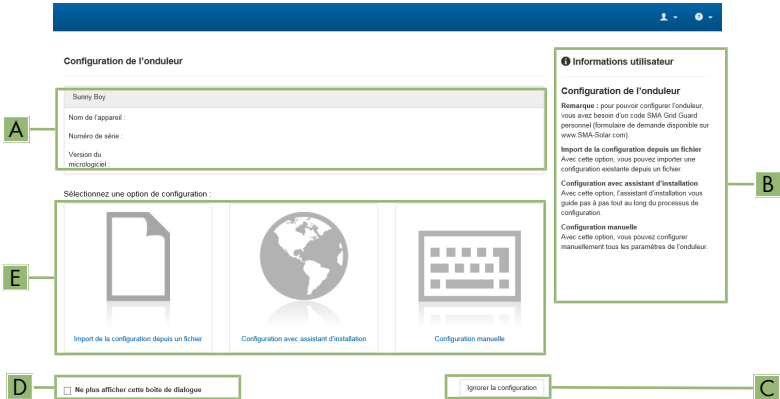 Configuration de l'onduleur
Sunny Boy
Nom de l'appareil :
Numéro de série :
Version du
micrologiciel :
A
Sélectionnez une option de configuration :
E
Import de la configuration depuis un fichier
Configuration avec assistant d'installation
Configuration manuelle
D
Ne plus afficher cette boîte de dialogue
Ignorer la configuration
C
Informations utilisateur
Configuration de l'onduleur
Remarque : pour pouvoir configurer l'onduleur,
vous avez besoin d'un code SMA Grid Guard
personnel (formulaire de demande disponible sur
www.SMA-Solar.com).
Import de la configuration depuis un fichier
Avec cette option, vous pouvez importer une
configuration existante depuis un fichier.
Configuration avec assistant d'installation
Avec cette option, l'assistant d'installation vous
guide pas à pas tout au long du processus de
configuration.
Configuration manuelle
Avec cette option, vous pouvez configurer
manuellement tous les paramètres de l'onduleur.
B